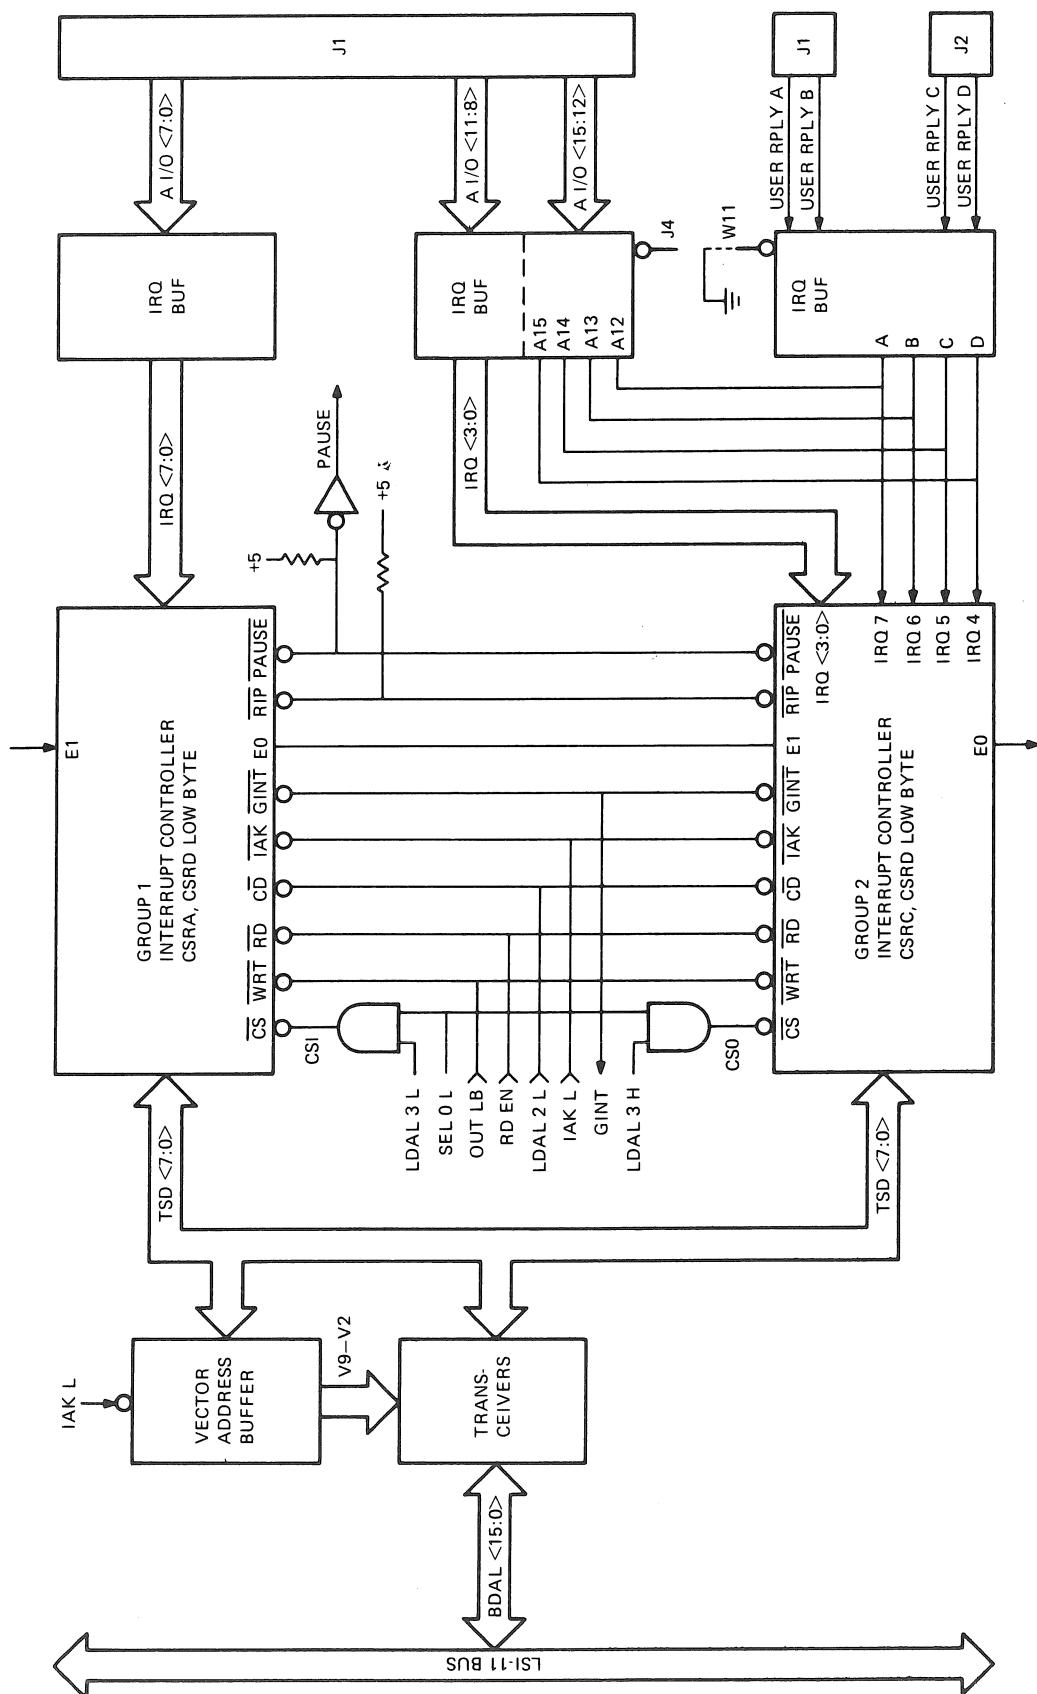 LSI-11 BUS
BDAL <15:0>
TRANS-
CEIVERS
V9–V2
VECTOR
ADDRESS
BUFFER
IAK L
TSD <7:0>
TSD <7:0>
LDAL 3 H
GINT
IAK L
LDAL 2 L
RD EN
OUT LB
SEL 0 L
LDAL 3 L
CS0
CSI
GROUP 2
INTERRUPT CONTROLLER
CSRC, CSRD LOW BYTE
CS
WRT
RD
CD
IAK
GINT
E1
RIP
PAUSE
E0
IRQ <3:0>
IRQ 7
IRQ 6
IRQ 5
IRQ 4
GROUP 1
INTERRUPT CONTROLLER
CSRA, CSRD LOW BYTE
CS
WRT
RD
CD
IAK
GINT
E0
RIP
PAUSE
E1
+5
+5
PAUSE
IRQ <3:0>
IRQ <7:0>
A
B
C
D
IRQ
BUF
W11
A15
A14
A13
A12
IRQ
BUF
J4
IRQ
BUF
USER RPLY D
USER RPLY C
USER RPLY B
USER RPLY A
A I/O <15:12>
A I/O <11:8>
A I/O <7:0>
J2
J1
J1